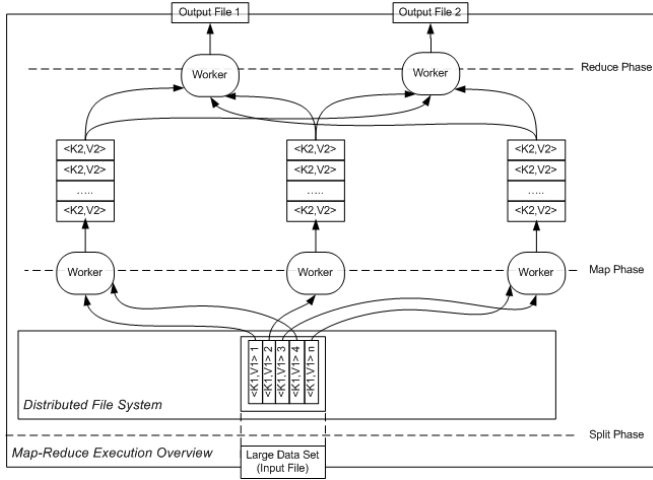 Output File 1
Output File 2
Worker
Worker
Reduce Phase
<K2,V2>
<K2,V2>
.....
<K2,V2>
<K2,V2>
<K2,V2>
.....
<K2,V2>
<K2,V2>
<K2,V2>
.....
<K2,V2>
Worker
Worker
Worker
Map Phase
<K1,V1> 1
<K1,V1> 2
<K1,V1> 3
<K1,V1> 4
<K1,V1> n
Distributed File System
Split Phase
Map-Reduce Execution Overview
Large Data Set
(Input File)